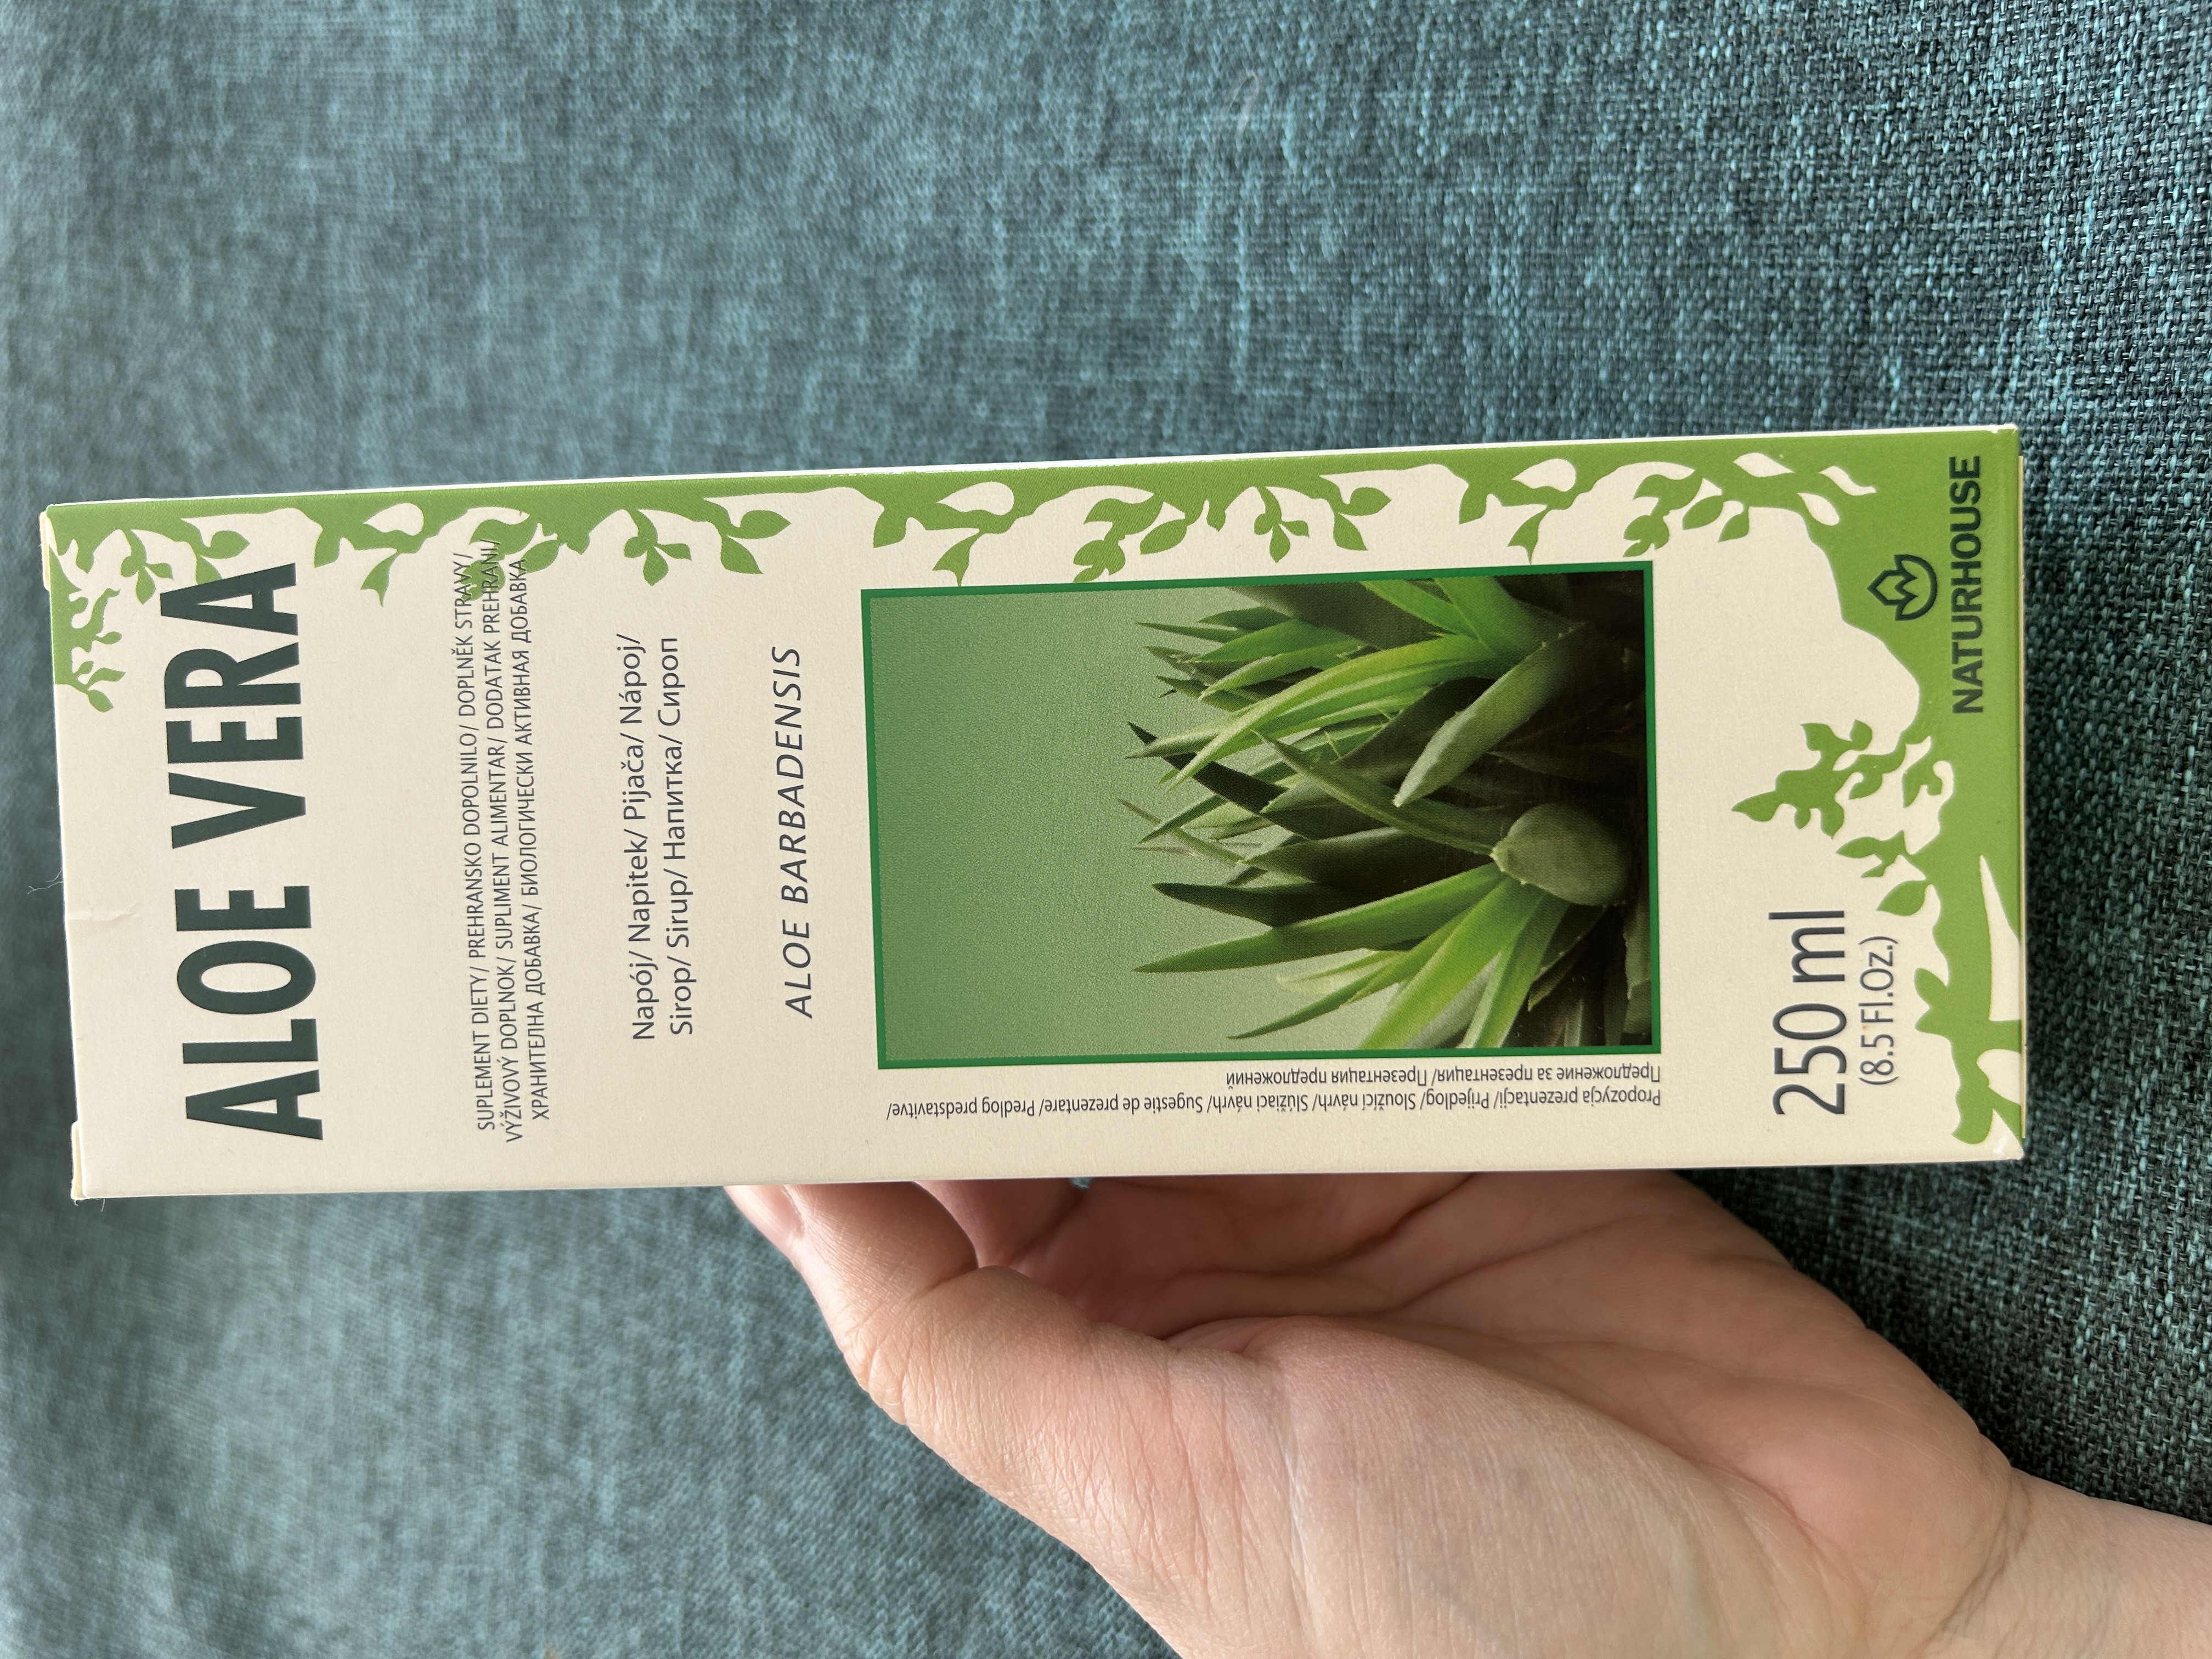 ALOE VERA
SUPLEMENT DIETY/ PREHRANSKO DOPOLNILO/ DOPLNĚK STRAVY/
VÝŽIVOVÝ DOPLNOK/ SUPLIMENT ALIMENTAR/ DODATAK PREHRANI/
ХРАНИТЕЛНА ДОБАВКА/ БИОЛОГИЧЕСКИ АКТИВНАЯ ДОБАВКА
Napój/ Napitek/ Pijača/ Nápoj/
Sirop/ Sirup/ Напитка/ Сироп
ALOE BARBADENSIS
Propozycja prezentacji/ Prijedlog/ Sloužící návrh/ Slúžiaci návrh/ Sugestie de prezentare/ Predlog predstavitve/
Предложение за презентация/ Презентация предложений
250 ml
(8.5 Fl.Oz.)
NATURHOUSE